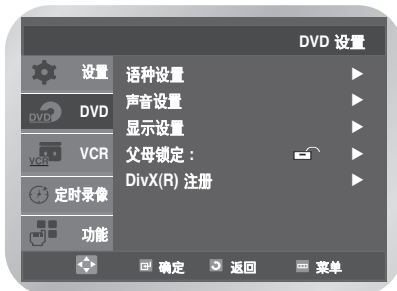 DVD 设置
设置
DVD
DVD
VCR
VCR
定时录像
功能
语种设置
声音设置
显示设置
父母锁定：
DivX(R) 注册
确定 返回 菜单